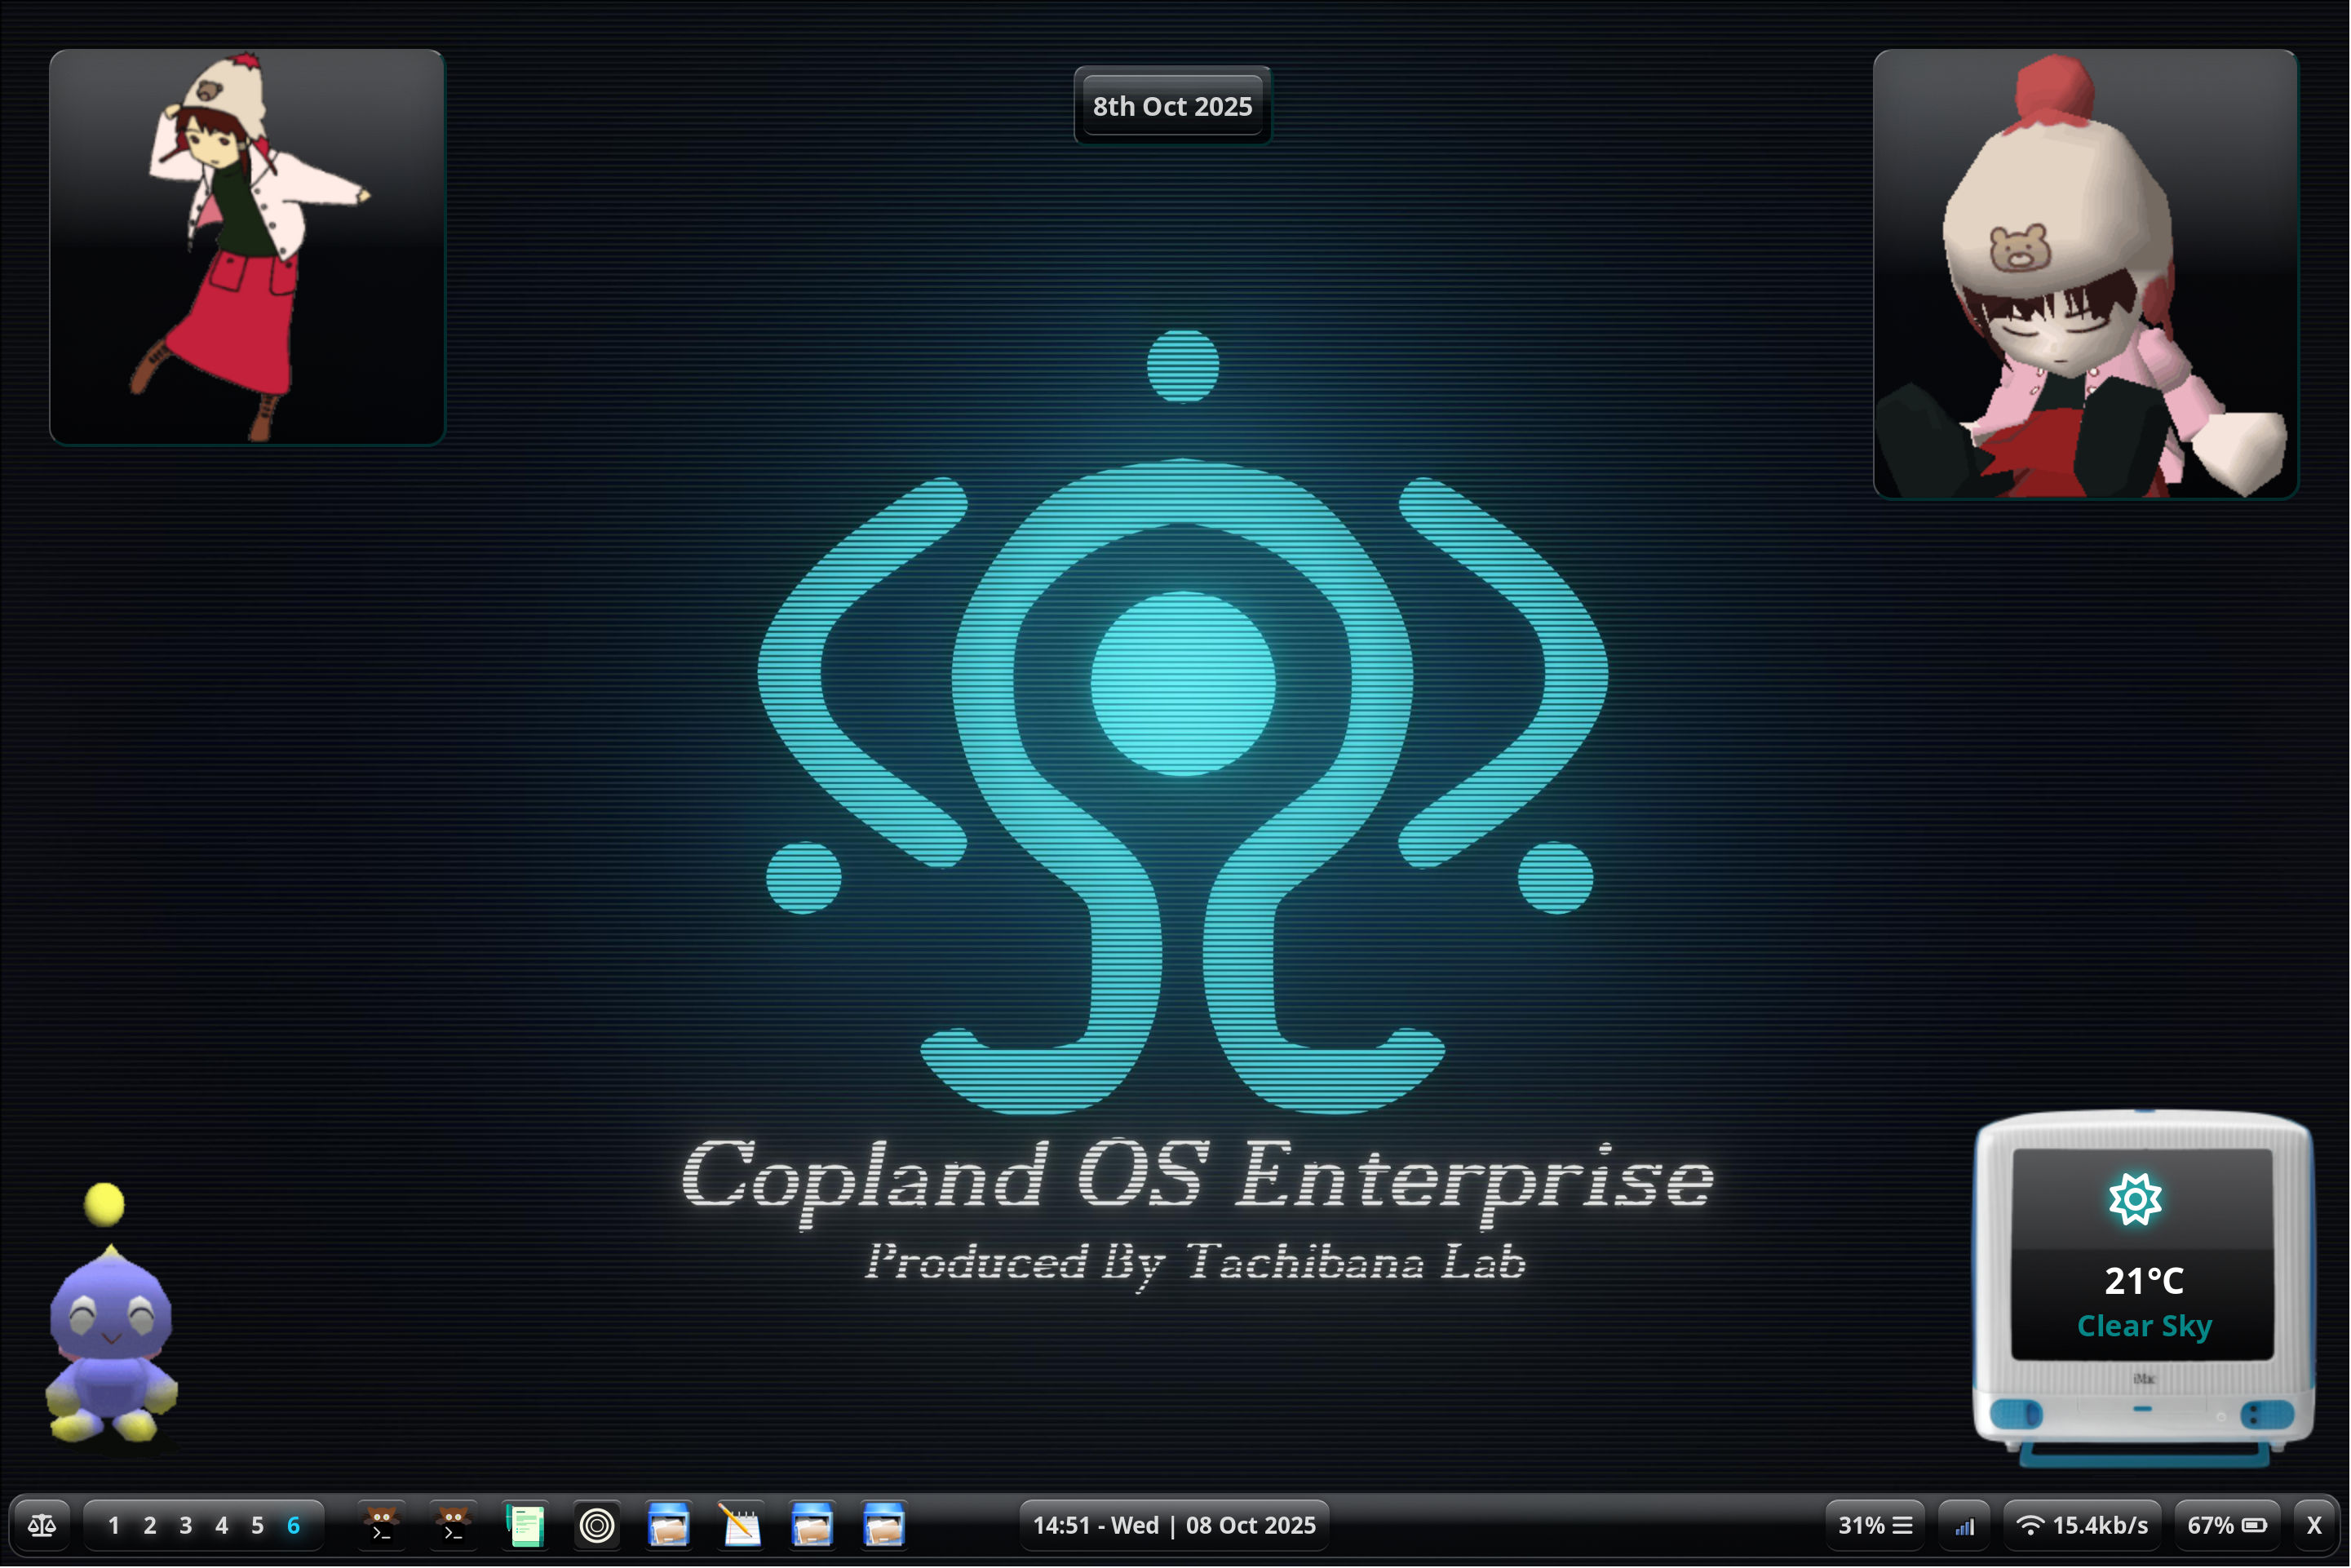 8th Oct 2025
Copland OS Enterprise
Produced By Tachibana Lab
21°C
Clear Sky
iMac
1 2 3 4 5 6
>_
>_
14:51 - Wed | 08 Oct 2025
31%
15.4kb/s
67%
X